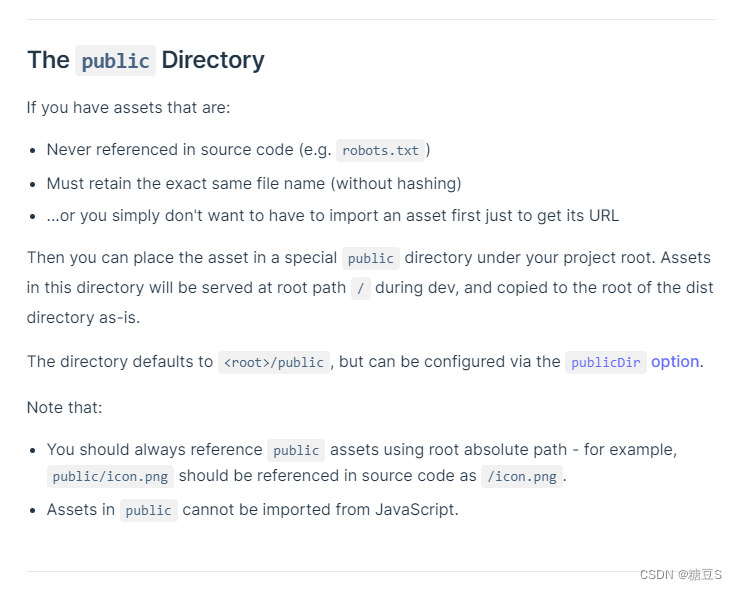 The public Directory
If you have assets that are:
Never referenced in source code (e.g. robots.txt)
Must retain the exact same file name (without hashing)
...or you simply don't want to have to import an asset first just to get its URL
Then you can place the asset in a special public directory under your project root. Assets
in this directory will be served at root path / during dev, and copied to the root of the dist
directory as-is.
The directory defaults to <root>/public, but can be configured via the publicDir option.
Note that:
You should always reference public assets using root absolute path - for example,
public/icon.png should be referenced in source code as /icon.png.
Assets in public cannot be imported from JavaScript.
CSDN @糖豆S